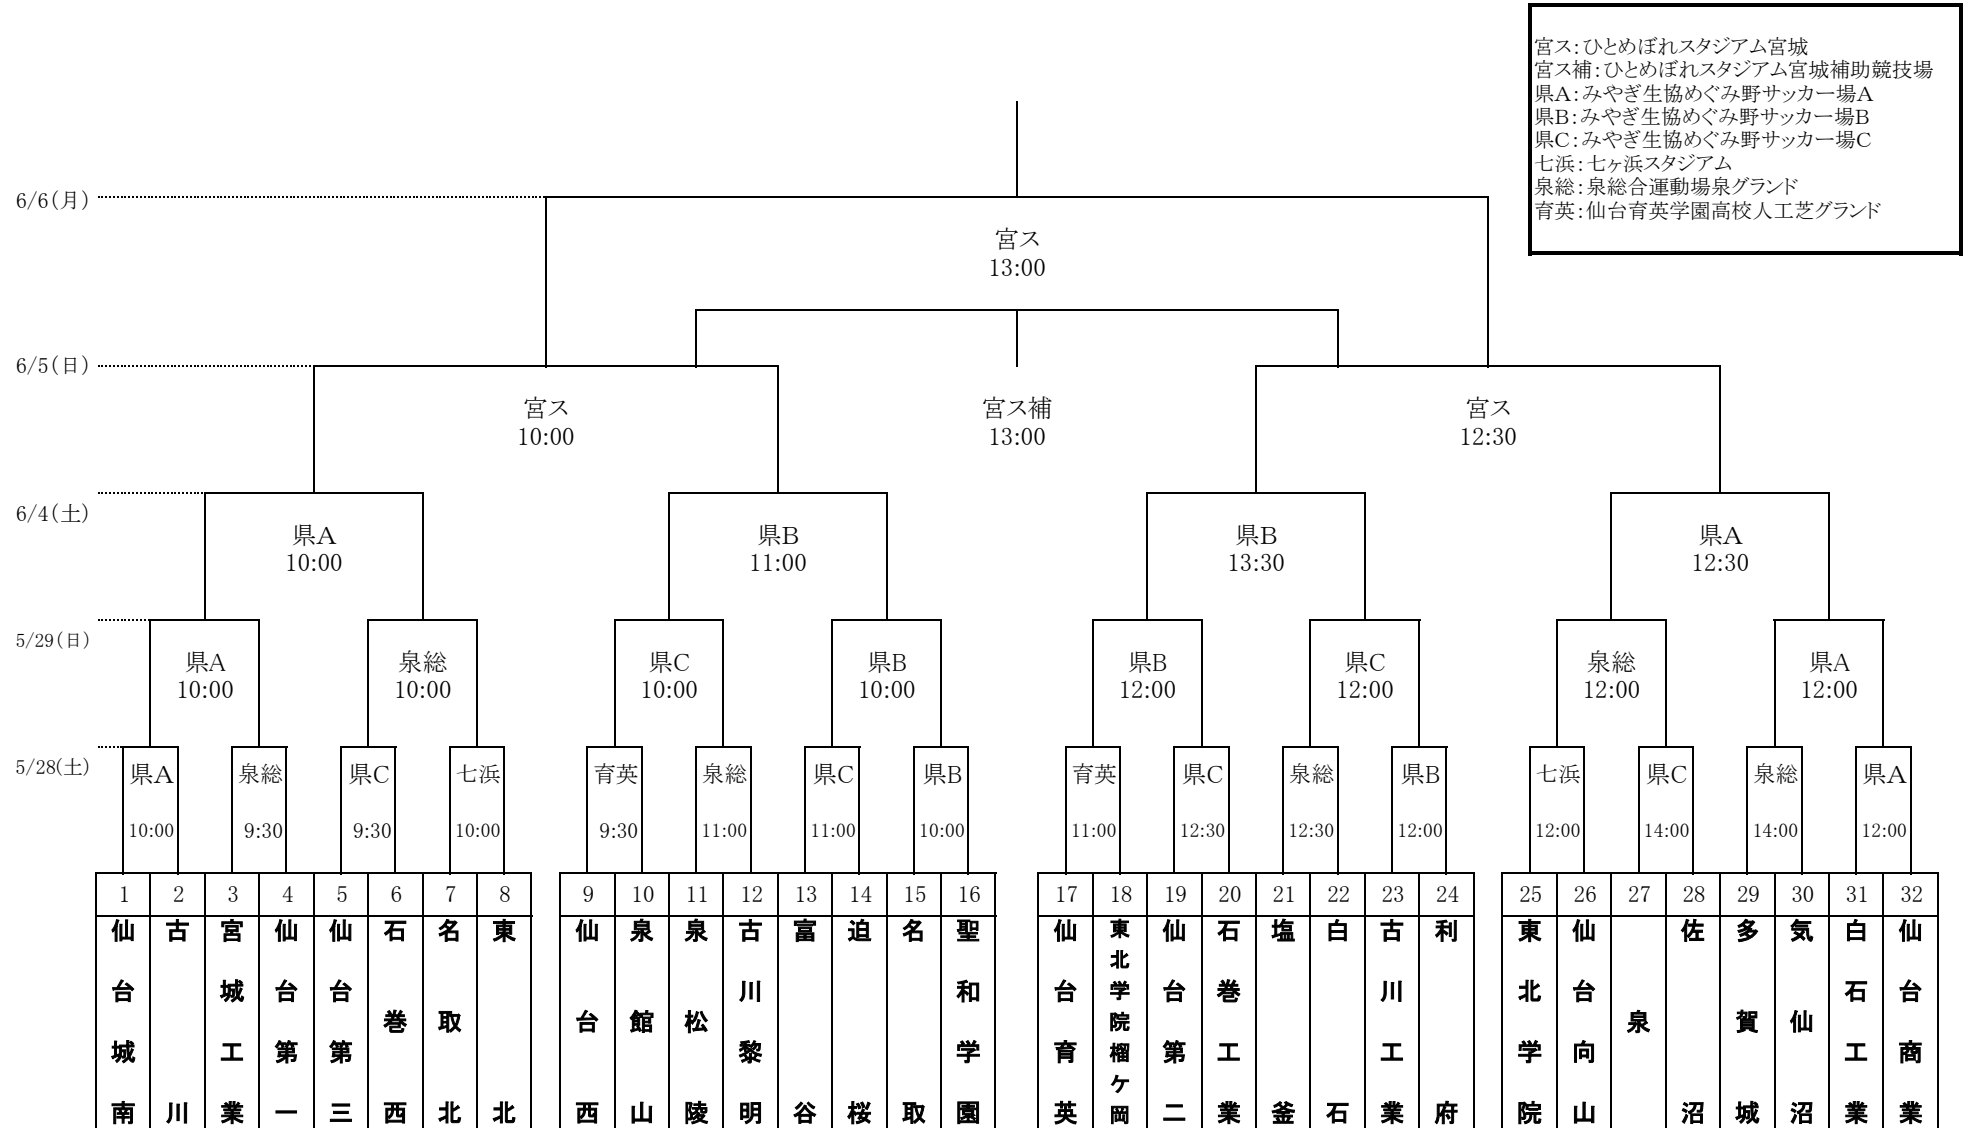 宮ス：ひとめぼれスタジアム宮城
宮ス補：ひとめぼれスタジアム宮城補助競技場
県A：みやぎ生協めぐみ野サッカー場A
県B：みやぎ生協めぐみ野サッカー場B
県C：みやぎ生協めぐみ野サッカー場C
七浜：七ヶ浜スタジアム
泉総：泉総合運動場泉グランド
育英：仙台育英学園高校人工芝グランド
6/6(月)
宮ス
13:00
6/5(日)
宮ス 宮ス補 宮ス
10:00 13:00 12:30
6/4(土)
県A 県B 県B 県A
10:00 11:00 13:30 12:30
5/29(日)
県A 泉総 県C 県B 県B 県C 泉総 県A
10:00 10:00 10:00 10:00 12:00 12:00 12:00 12:00
5/28(土)
県A 泉総 県C 七浜 育英 泉総 県C 県B 育英 県C 泉総 県B 七浜 県C 泉総 県A
10:00 9:30 9:30 10:00 9:30 11:00 11:00 10:00 11:00 12:30 12:30 12:00 12:00 14:00 14:00 12:00
1 2 3 4 5 6 7 8 9 10 11 12 13 14 15 16 17 18 19 20 21 22 23 24 25 26 27 28 29 30 31 32
仙台城南
古川
宮城工業
仙台第一
仙台第三
石巻西
名取北
東北
仙台西
泉館山
泉松陵
古川黎明
富谷
迫桜
名取
聖和学園
仙台育英
東北学院榴ケ岡
仙台第二
石巻工業
塩釜
白石
古川工業
利府
東北学院
仙台向山
泉
佐沼
多賀城
気仙沼
白石工業
仙台商業